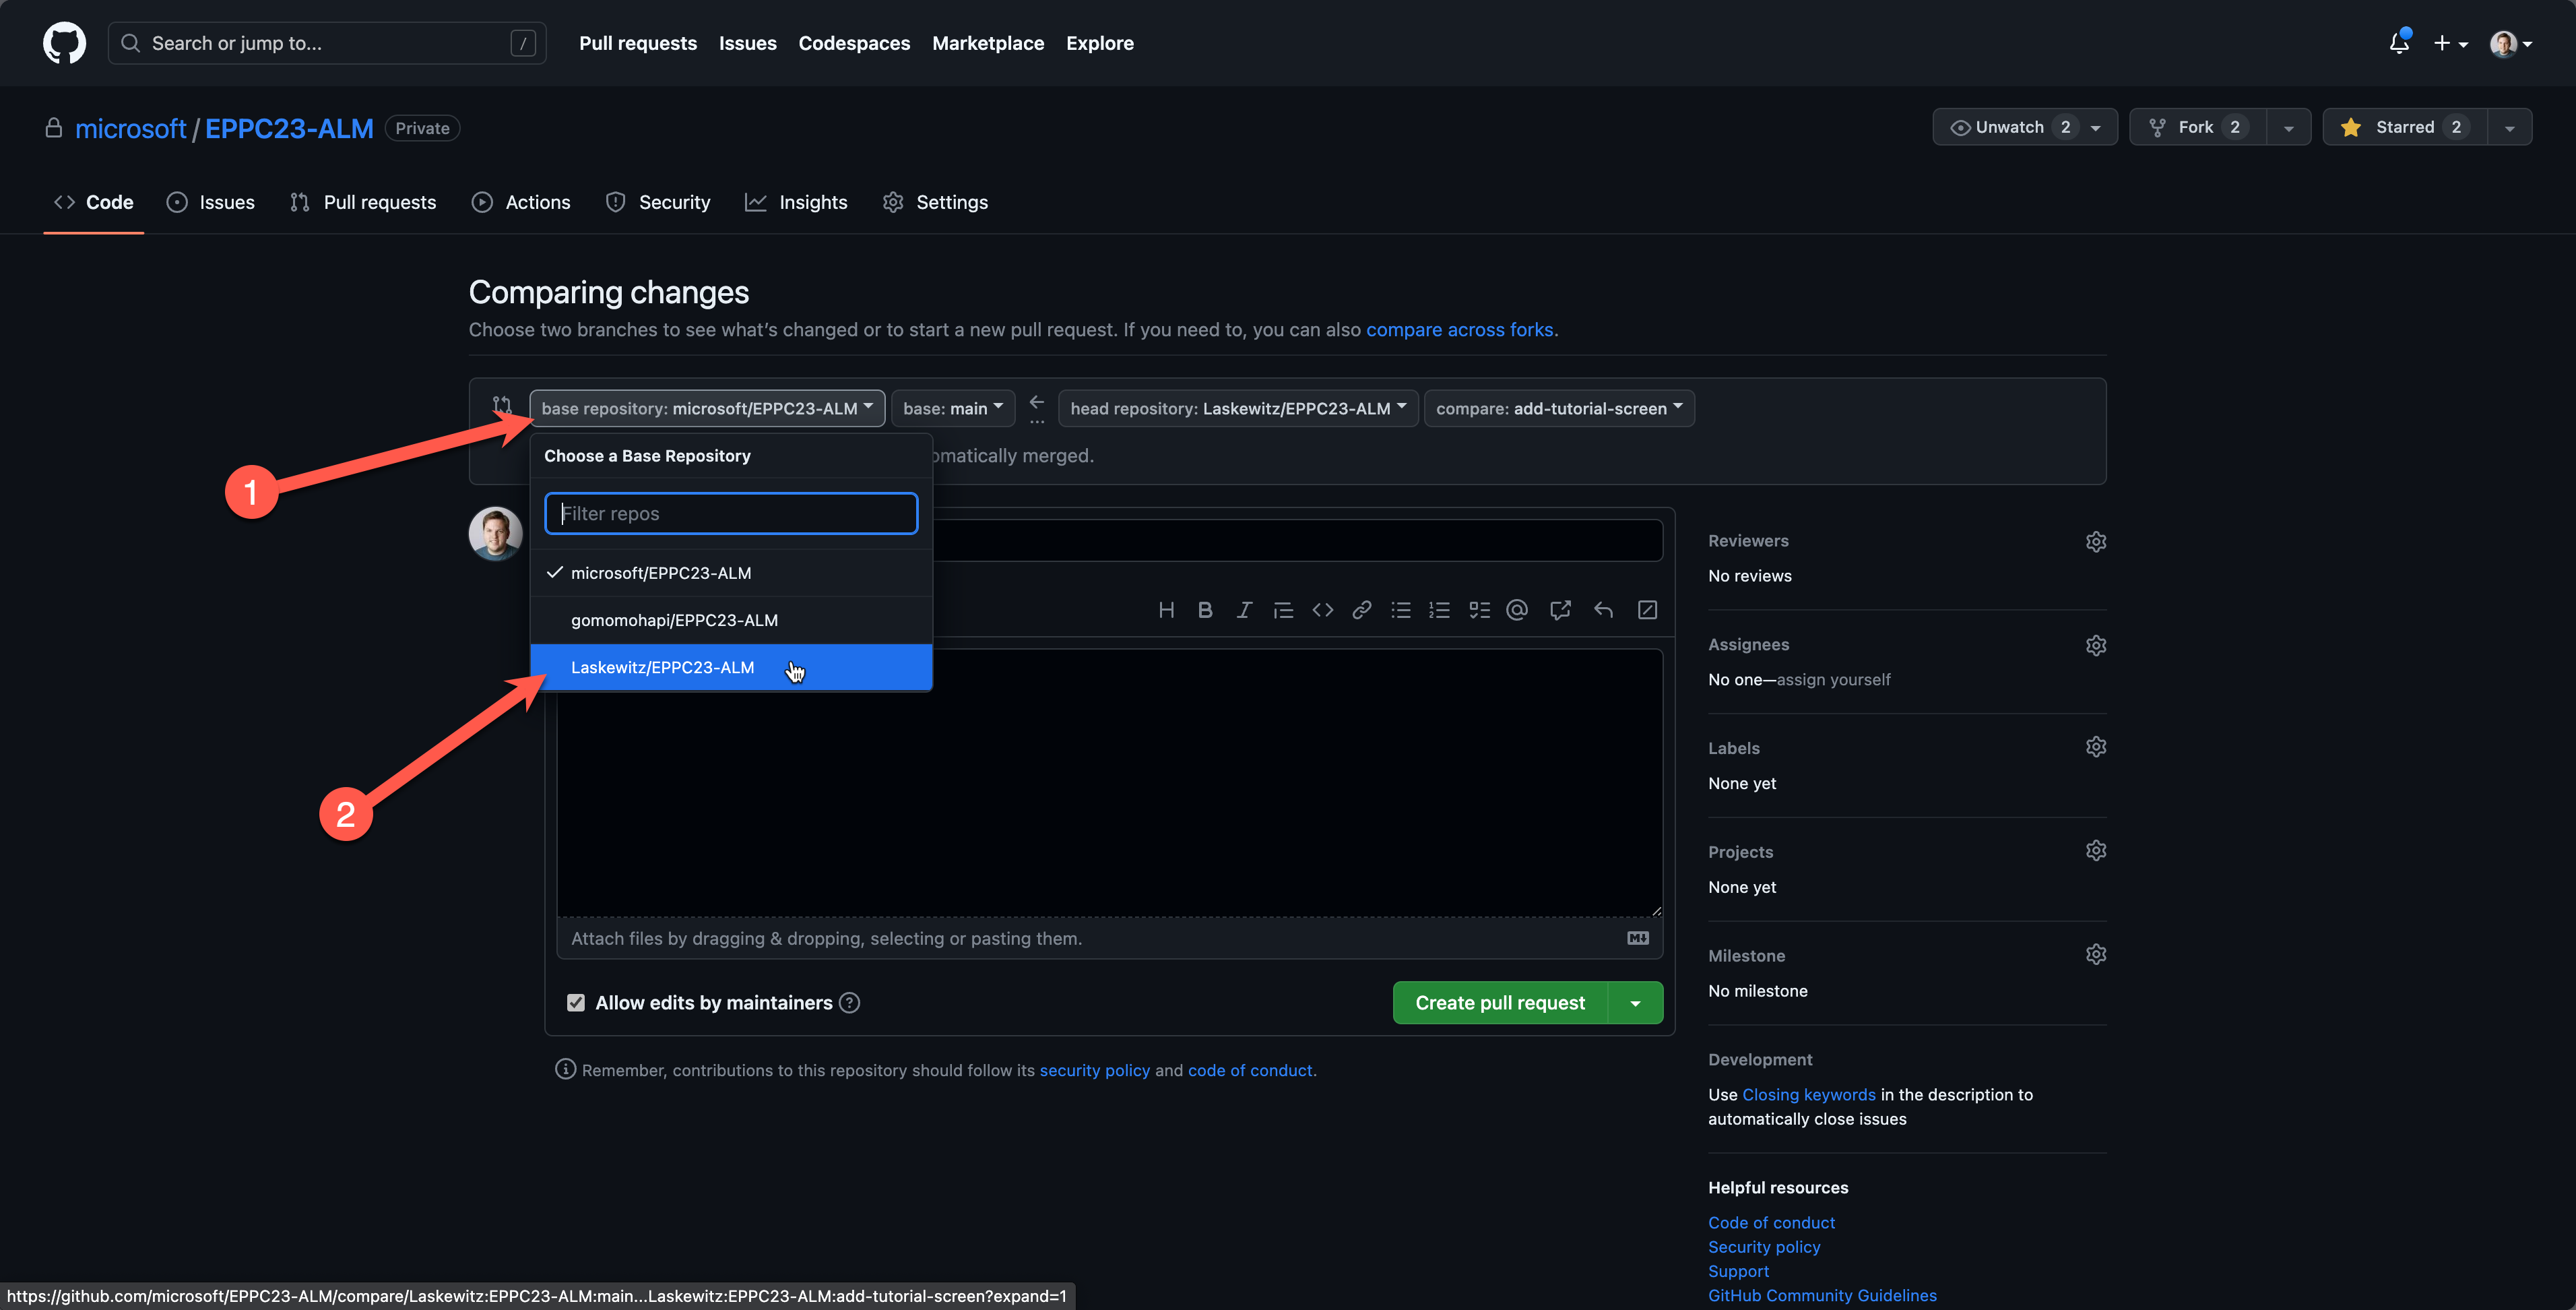 Search or jump to... / Pull requests Issues Codespaces Marketplace Explore
microsoft/EPPC23-ALM Private Unwatch 2 Fork 2 Starred 2
Code Issues Pull requests Actions Security Insights Settings
Comparing changes
Choose two branches to see what’s changed or to start a new pull request. If you need to, you can also compare across forks.
base repository: microsoft/EPPC23-ALM base: main ... head repository: Laskewitz/EPPC23-ALM compare: add-tutorial-screen
Choose a Base Repository
matically merged.
1
Filter repos
microsoft/EPPC23-ALM
gomomohapi/EPPC23-ALM
Laskewitz/EPPC23-ALM
2
Attach files by dragging & dropping, selecting or pasting them.
Allow edits by maintainers
Create pull request
Remember, contributions to this repository should follow its security policy and code of conduct.
Reviewers
No reviews
Assignees
No one—assign yourself
Labels
None yet
Projects
None yet
Milestone
No milestone
Development
Use Closing keywords in the description to
automatically close issues
Helpful resources
Code of conduct
Security policy
Support
GitHub Community Guidelines
https://github.com/microsoft/EPPC23-ALM/compare/Laskewitz:EPPC23-ALM:main...Laskewitz:EPPC23-ALM:add-tutorial-screen?expand=1